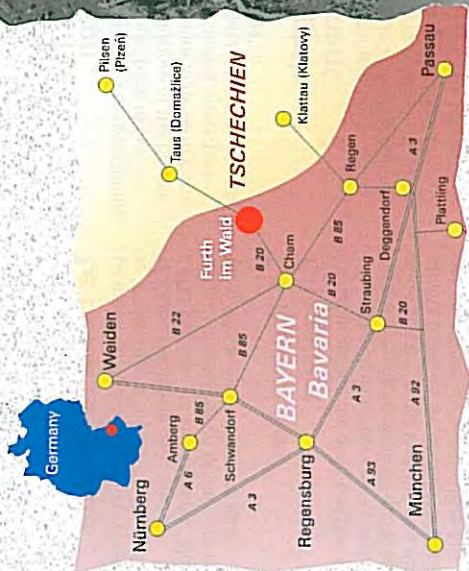 Germany
Nürnberg
A 6
Amberg
B 85
Weiden
B 22
Schwandorf
A 3
B 85
Regensburg
A 93
München
BAYERN
Bavaria
A 3
A 92
Cham
B 20
Furth
im Wald
B 20
Straubing
B 20
B 85
Regen
Deggendorf
Plattling
A 3
Passau
TSCHECHIEN
Pilsen
(Plzeň)
Taus (Domažlice)
Klattau (Klatovy)